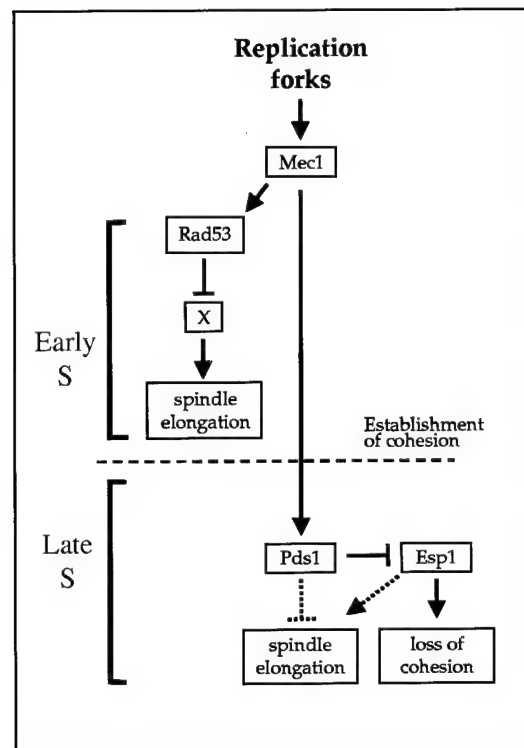 Replication
forks
Mec1
Rad53
X
Early
S
spindle
elongation
Establishment
of cohesion
Late
S
Pds1
Esp1
spindle
elongation
loss of
cohesion